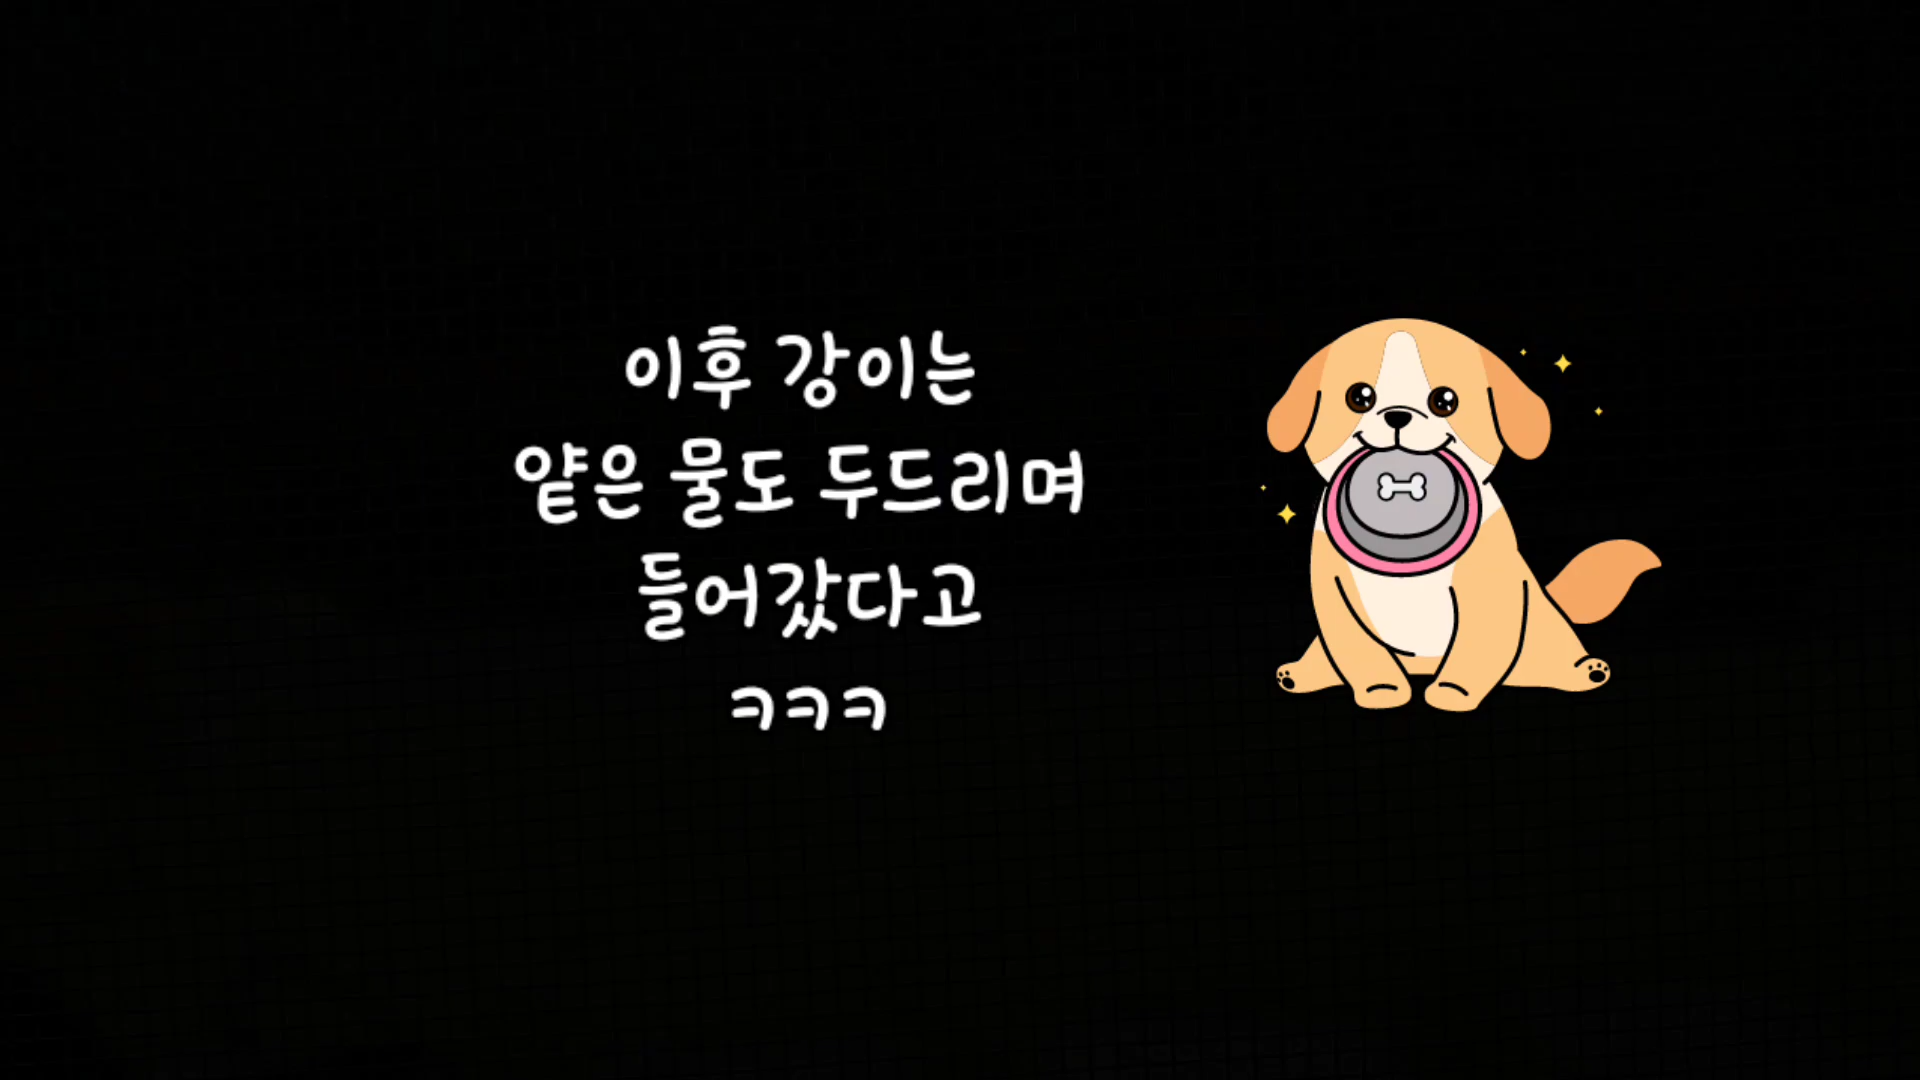 이후 강이는
얕은 물도 두드리며
들어갔다고
ㅋㅋㅋ